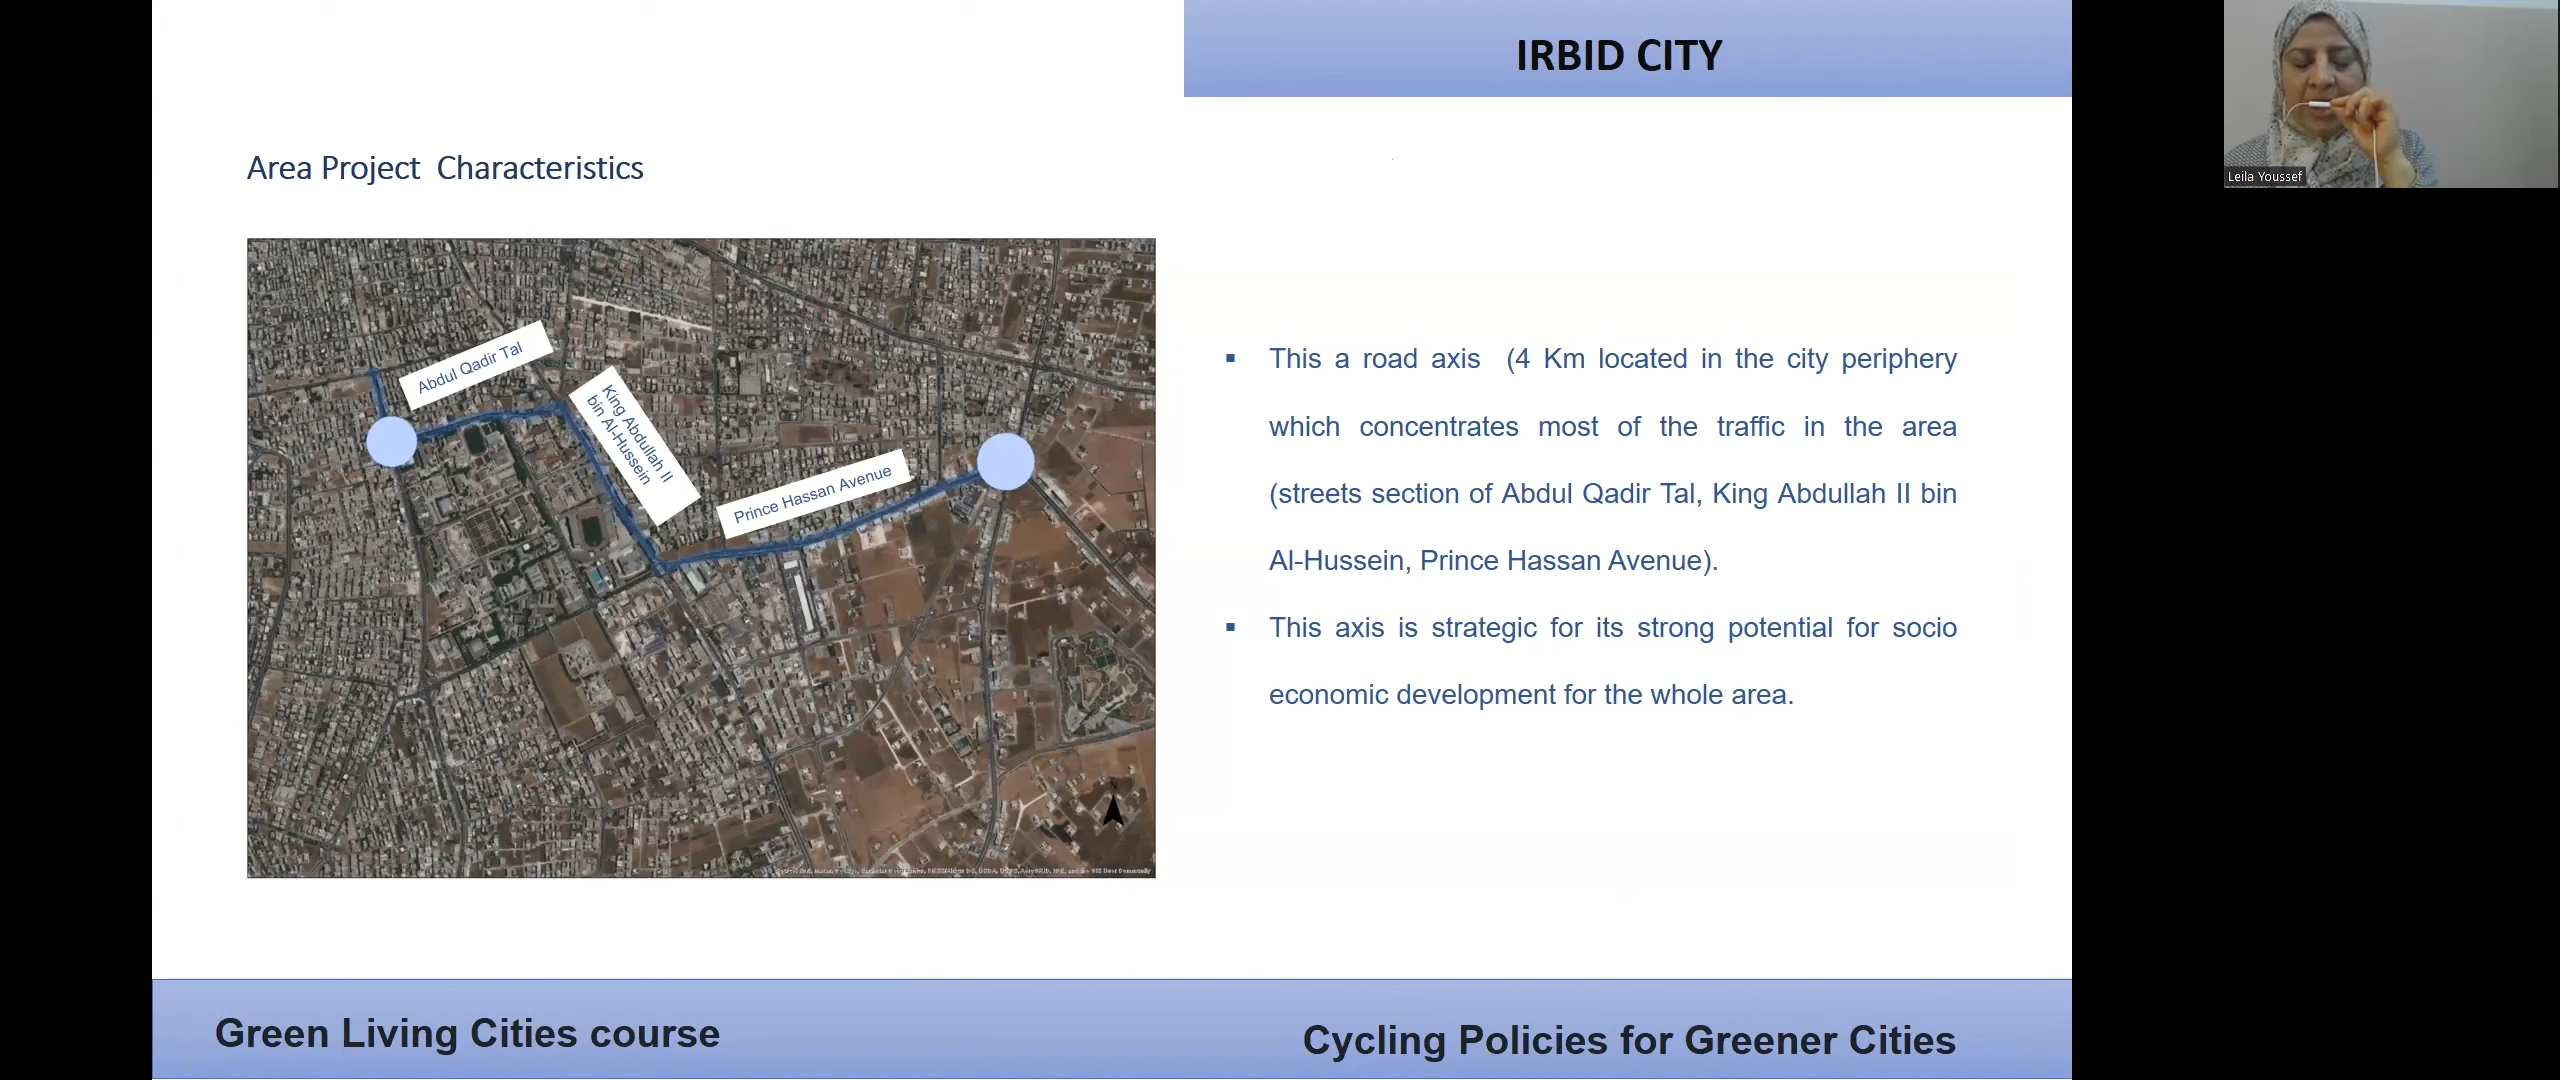 IRBID CITY
Leila Youssef
Area Project  Characteristics
Abdul Qadir Tal
King Abdullah II
bin Al-Hussein
Prince Hassan Avenue
▪ This a road axis  (4 Km located in the city periphery
which concentrates most of the traffic in the area
(streets section of Abdul Qadir Tal, King Abdullah II bin
Al-Hussein, Prince Hassan Avenue).
▪ This axis is strategic for its strong potential for socio
economic development for the whole area.
Green Living Cities course
Cycling Policies for Greener Cities